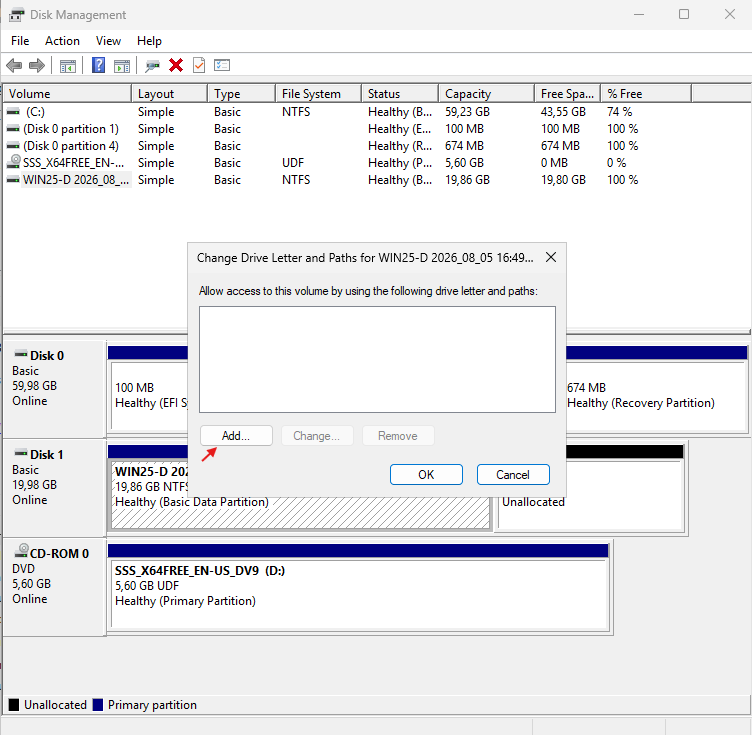 Disk Management
File Action View Help
Volume Layout Type File System Status Capacity Free Spa... % Free
(C:) Simple Basic NTFS Healthy (B... 59,23 GB 43,55 GB 74 %
(Disk 0 partition 1) Simple Basic Healthy (E... 100 MB 100 MB 100 %
(Disk 0 partition 4) Simple Basic Healthy (R... 674 MB 674 MB 100 %
SSS_X64FREE_EN-... Simple Basic UDF Healthy (P... 5,60 GB 0 MB 0 %
WIN25-D 2026_08_... Simple Basic NTFS Healthy (B... 19,86 GB 19,80 GB 100 %
Change Drive Letter and Paths for WIN25-D 2026_08_05 16:49...
Allow access to this volume by using the following drive letter and paths:
Add... Change... Remove
OK Cancel
Disk 0
Basic
59,98 GB
Online
100 MB
Healthy (EFI S
674 MB
Healthy (Recovery Partition)
Disk 1
Basic
19,98 GB
Online
WIN25-D 202
19,86 GB NTFS
Healthy (Basic Data Partition)
Unallocated
CD-ROM 0
DVD
5,60 GB
Online
SSS_X64FREE_EN-US_DV9 (D:)
5,60 GB UDF
Healthy (Primary Partition)
Unallocated Primary partition